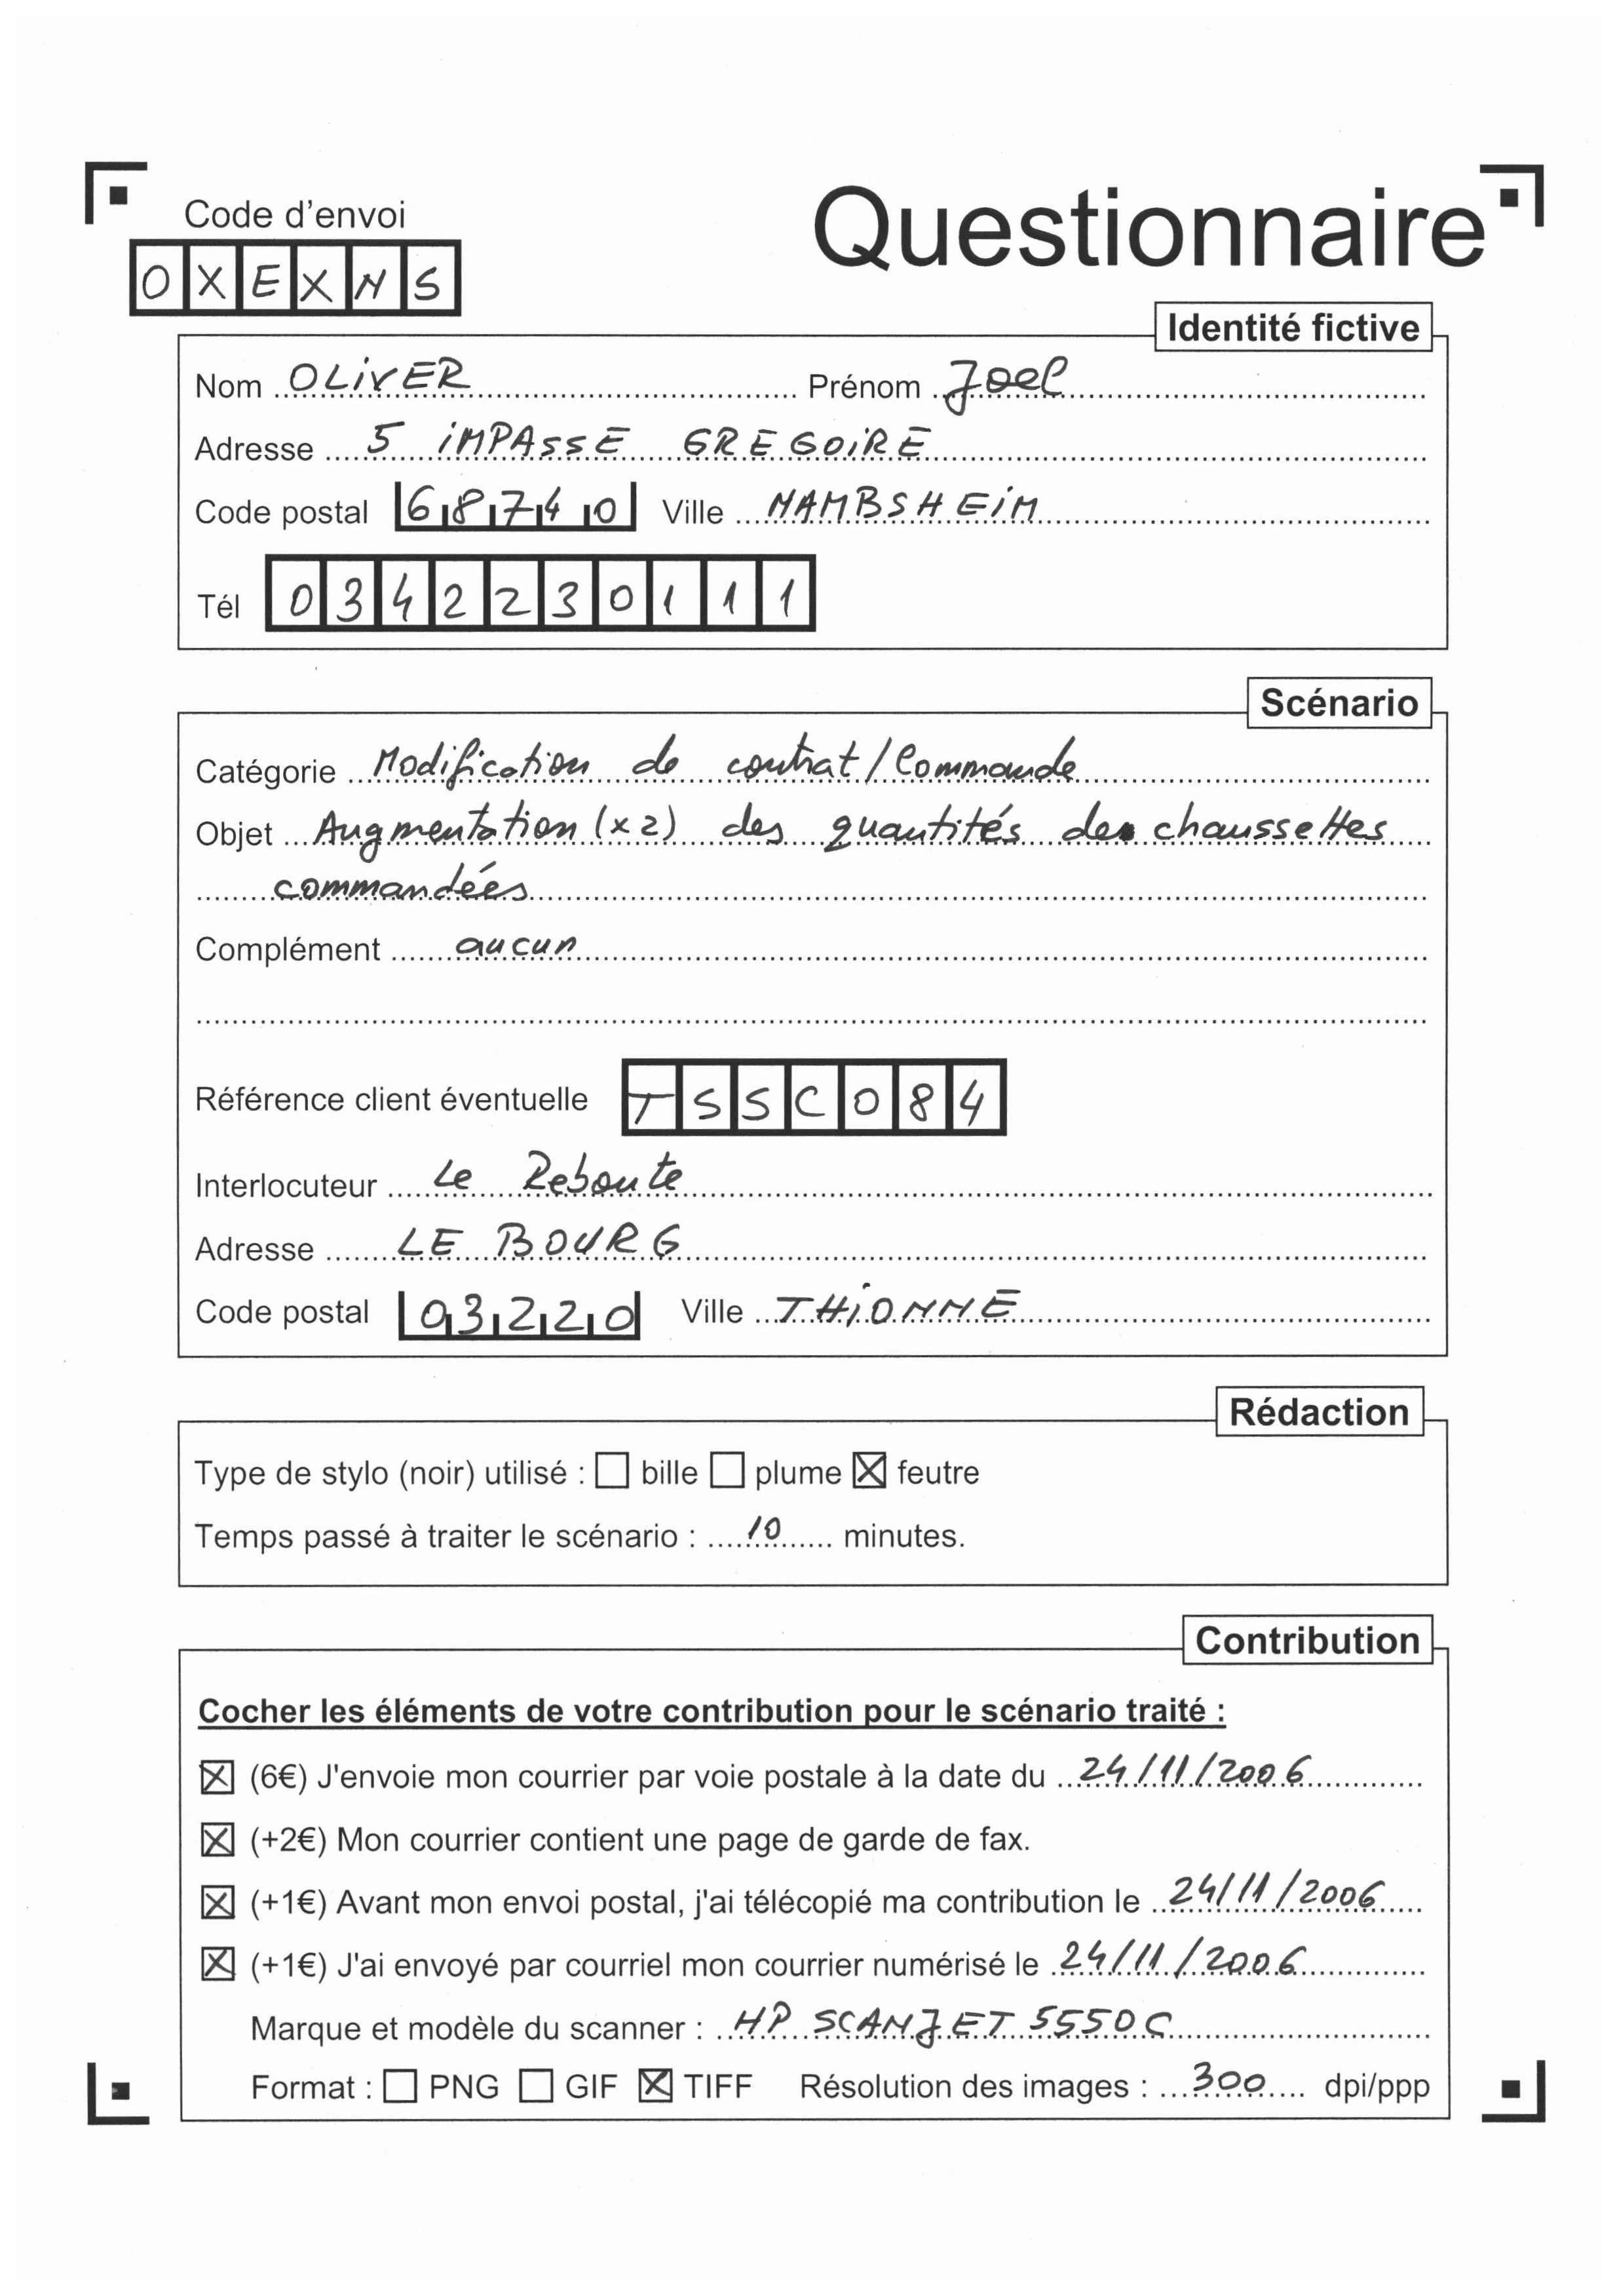 Code d'envoi
Questionnaire
OXEXNS
Identité fictive
Nom OLIVER Prénom Joel
Adresse 5 IMPASSE GREGOIRE
Code postal 68740 Ville NAMBSHEIM
Tél 0342230111
Scénario
Catégorie Modification de contrat/Commande
Objet Augmentation (x2) des quantités de chaussettes
commandées
Complément aucun
Référence client éventuelle TSSC084
Interlocuteur Le Reboute
Adresse LE BOURG
Code postal 03220 Ville THIONNE
Rédaction
Type de stylo (noir) utilisé : ☐ bille ☐ plume ☒ feutre
Temps passé à traiter le scénario : 10 minutes.
Contribution
Cocher les éléments de votre contribution pour le scénario traité :
☒ (6€) J'envoie mon courrier par voie postale à la date du 24/11/2006
☒ (+2€) Mon courrier contient une page de garde de fax.
☒ (+1€) Avant mon envoi postal, j'ai télécopié ma contribution le 24/11/2006
☒ (+1€) J'ai envoyé par courriel mon courrier numérisé le 24/11/2006
Marque et modèle du scanner : HP SCANJET 5550C
Format : ☐ PNG ☐ GIF ☒ TIFF Résolution des images : 300 dpi/ppp